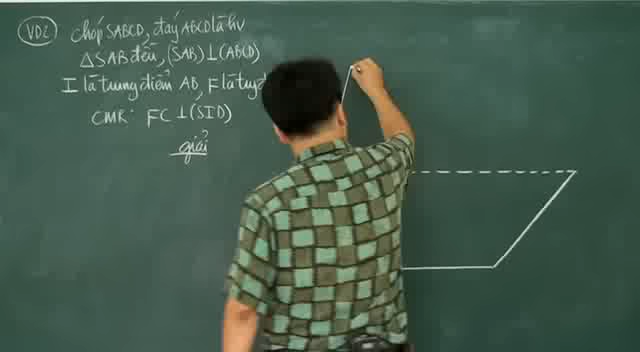 VD2 chóp SABCD, đáy ABCD là hv
Δ SAB đều, (SAB) ⊥ (ABCD)
I là trung điểm AB, F là
CMR: FC ⊥ (SID)
giải